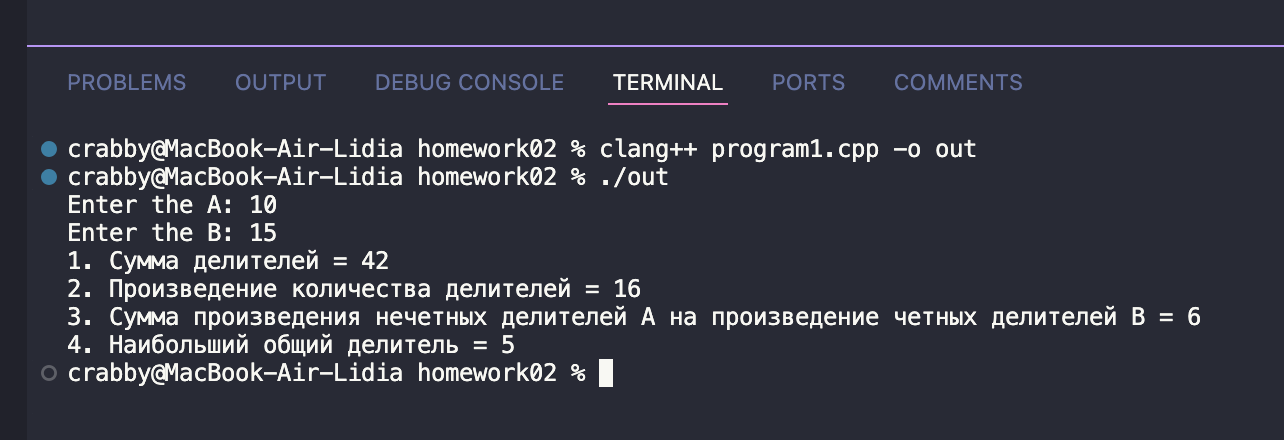 PROBLEMS OUTPUT DEBUG CONSOLE TERMINAL PORTS COMMENTS
crabby@MacBook-Air-Lidia homework02 % clang++ program1.cpp -o out
crabby@MacBook-Air-Lidia homework02 % ./out
Enter the A: 10
Enter the B: 15
1. Сумма делителей = 42
2. Произведение количества делителей = 16
3. Сумма произведения нечетных делителей A на произведение четных делителей B = 6
4. Наибольший общий делитель = 5
crabby@MacBook-Air-Lidia homework02 %